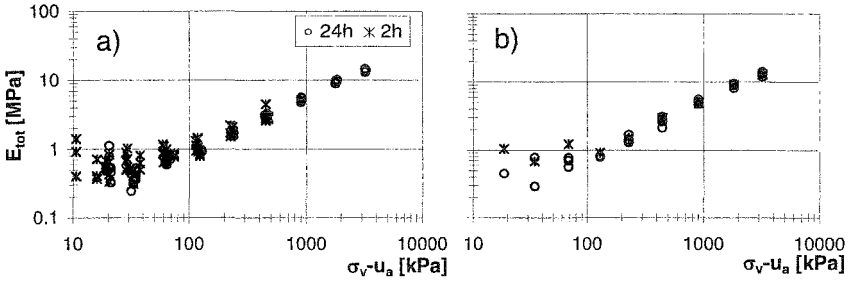 a)
○ 24h ж 2h
E_tot [MPa]
100
10
1
0.1
10 100 1000 10000
σ_v-u_a [kPa]
b)
10 100 1000 10000
σ_v-u_a [kPa]